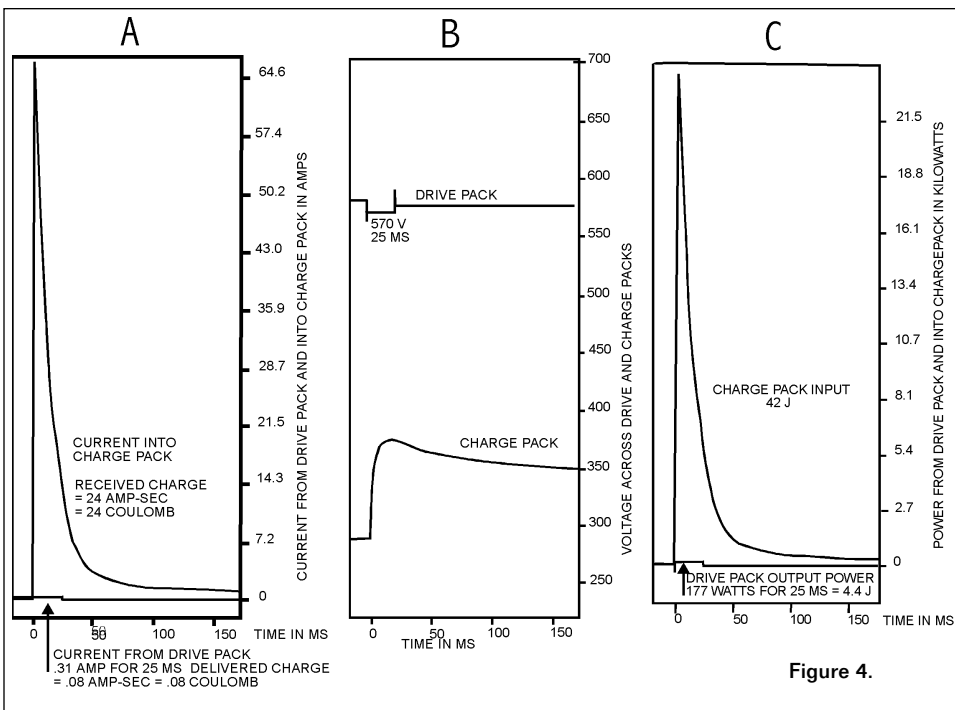 A
64.6
57.4
50.2
43.0
35.9
28.7
21.5
14.3
7.2
0
CURRENT FROM DRIVE PACK AND INTO CHARGE PACK IN AMPS
CURRENT INTO
CHARGE PACK
RECEIVED CHARGE
= 24 AMP-SEC
= 24 COULOMB
0 50 100 150 TIME IN MS
50
CURRENT FROM DRIVE PACK
.31 AMP FOR 25 MS DELIVERED CHARGE
= .08 AMP-SEC = .08 COULOMB
B
700
650
600
550
500
450
400
350
300
250
VOLTAGE ACROSS DRIVE AND CHARGE PACKS
DRIVE PACK
570 V
25 MS
CHARGE PACK
0 50 100 150
TIME IN MS
C
21.5
18.8
16.1
13.4
10.7
8.1
5.4
2.7
0
POWER FROM DRIVE PACK AND INTO CHARGEPACK IN KILOWATTS
CHARGE PACK INPUT
42 J
DRIVE PACK OUTPUT POWER
177 WATTS FOR 25 MS = 4.4 J
0 50 100 150 TIME IN MS
Figure 4.